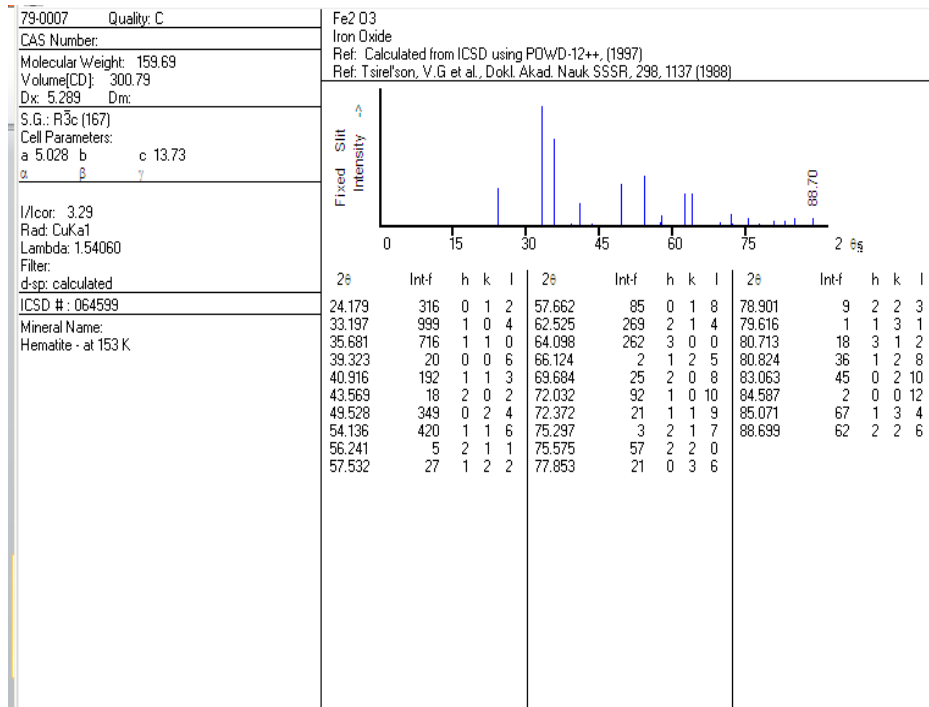 79-0007 Quality: C
CAS Number:
Molecular Weight: 159.69
Volume[CD]: 300.79
Dx: 5.289 Dm:
S.G.: R3̅c (167)
Cell Parameters:
a 5.028 b c 13.73
α β γ
I/Icor: 3.29
Rad: CuKa1
Lambda: 1.54060
Filter:
d-sp: calculated
ICSD # : 064599
Mineral Name:
Hematite - at 153 K
Fe2 O3
Iron Oxide
Ref: Calculated from ICSD using POWD-12++, (1997)
Ref: Tsirel'son, V.G et al., Dokl. Akad. Nauk SSSR, 298, 1137 (1988)
Fixed Slit
Intensity ->
88.70
0 15 30 45 60 75 2 θ§
2θ Int-f h k l
24.179 316 0 1 2
33.197 999 1 0 4
35.681 716 1 1 0
39.323 20 0 0 6
40.916 192 1 1 3
43.569 18 2 0 2
49.528 349 0 2 4
54.136 420 1 1 6
56.241 5 2 1 1
57.532 27 1 2 2
2θ Int-f h k l
57.662 85 0 1 8
62.525 269 2 1 4
64.098 262 3 0 0
66.124 2 1 2 5
69.684 25 2 0 8
72.032 92 1 0 10
72.372 21 1 1 9
75.297 3 2 1 7
75.575 57 2 2 0
77.853 21 0 3 6
2θ Int-f h k l
78.901 9 2 2 3
79.616 1 1 3 1
80.713 18 3 1 2
80.824 36 1 2 8
83.063 45 0 2 10
84.587 2 0 0 12
85.071 67 1 3 4
88.699 62 2 2 6